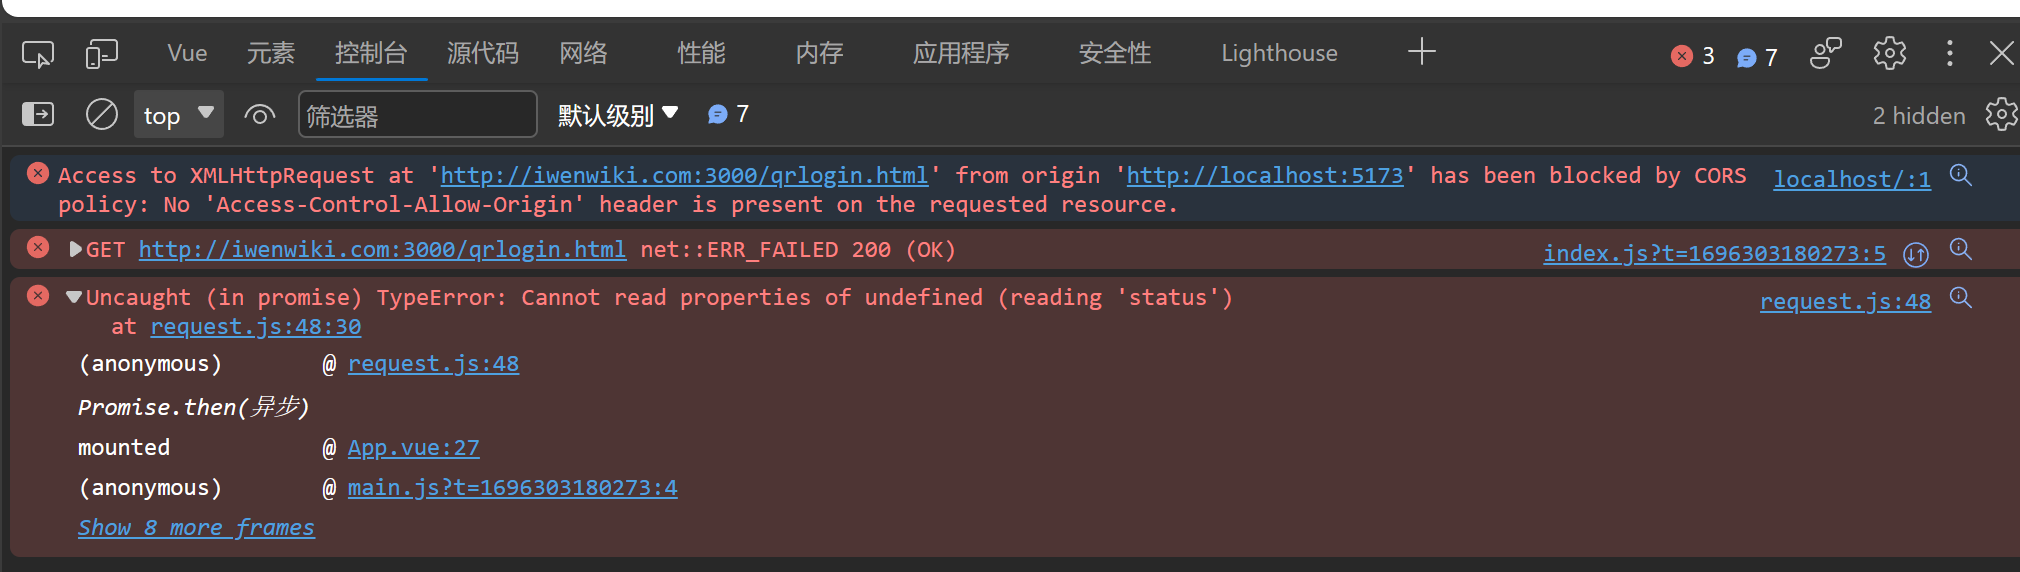 Vue 元素 控制台 源代码 网络 性能 内存 应用程序 安全性 Lighthouse 3 7
top 筛选器 默认级别 7 2 hidden
Access to XMLHttpRequest at 'http://iwenwiki.com:3000/qrlogin.html' from origin 'http://localhost:5173' has been blocked by CORS localhost/:1
policy: No 'Access-Control-Allow-Origin' header is present on the requested resource.
GET http://iwenwiki.com:3000/qrlogin.html net::ERR_FAILED 200 (OK) index.js?t=1696303180273:5
Uncaught (in promise) TypeError: Cannot read properties of undefined (reading 'status') request.js:48
at request.js:48:30
(anonymous) @ request.js:48
Promise.then(异步)
mounted @ App.vue:27
(anonymous) @ main.js?t=1696303180273:4
Show 8 more frames